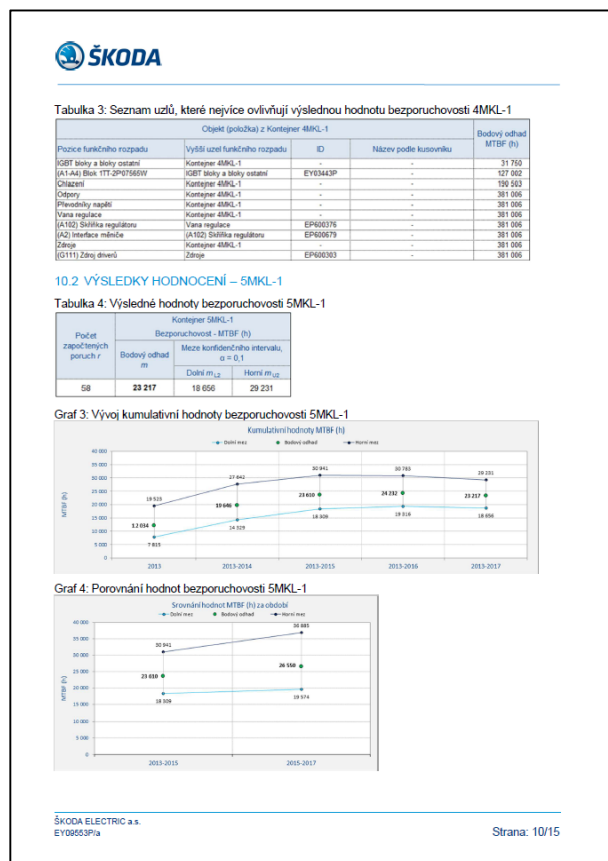 ŠKODA
Tabulka 3: Seznam uzlů, které nejvíce ovlivňují výslednou hodnotu bezporuchovosti 4MKL-1
Objekt (položka) z Kontejner 4MKL-1
Bodový odhad MTBF (h)
Pozice funkčního rozpadu Vyšší uzel funkčního rozpadu ID Název podle kusovníku
IGBT bloky a bloky ostatní Kontejner 4MKL-1 - - 31 750
(A1-A4) Blok 1TT-2P07565W IGBT bloky a bloky ostatní EY03443P - 127 002
Chlazení Kontejner 4MKL-1 - - 190 503
Odpory Kontejner 4MKL-1 - - 381 006
Převodníky napětí Kontejner 4MKL-1 - - 381 006
Vana regulace Kontejner 4MKL-1 - - 381 006
(A102) Skříňka regulátoru Vana regulace EP600376 - 381 006
(A2) Interface měniče (A102) Skříňka regulátoru EP600679 - 381 006
Zdroje Kontejner 4MKL-1 - - 381 006
(G111) Zdroj driverů Zdroje EP600303 - 381 006
10.2 VÝSLEDKY HODNOCENÍ – 5MKL-1
Tabulka 4: Výsledné hodnoty bezporuchovosti 5MKL-1
Počet započtených poruch r
Kontejner 5MKL-1
Bezporuchovost - MTBF (h)
Bodový odhad m
Meze konfidenčního intervalu, α = 0,1
Dolní mL2 Horní mU2
58 23 217 18 656 29 231
Graf 3: Vývoj kumulativní hodnoty bezporuchovosti 5MKL-1
Kumulativní hodnoty MTBF (h)
Dolní mez Bodový odhad Horní mez
MTBF (h)
40 000
35 000
30 000
25 000
20 000
15 000
10 000
5 000
0
19 523 27 842 30 941 30 783 29 231
12 034 19 646 23 610 24 232 23 217
7 813 14 329 18 309 19 316 18 656
2013 2013-2014 2013-2015 2013-2016 2013-2017
Graf 4: Porovnání hodnot bezporuchovosti 5MKL-1
Srovnání hodnot MTBF (h) za období
Dolní mez Bodový odhad Horní mez
MTBF (h)
40 000
35 000
30 000
25 000
20 000
15 000
10 000
5 000
0
30 941
23 610 26 550
18 309 19 574
2013-2015 2015-2017
ŠKODA ELECTRIC a.s.
EY09553P/a
Strana: 10/15